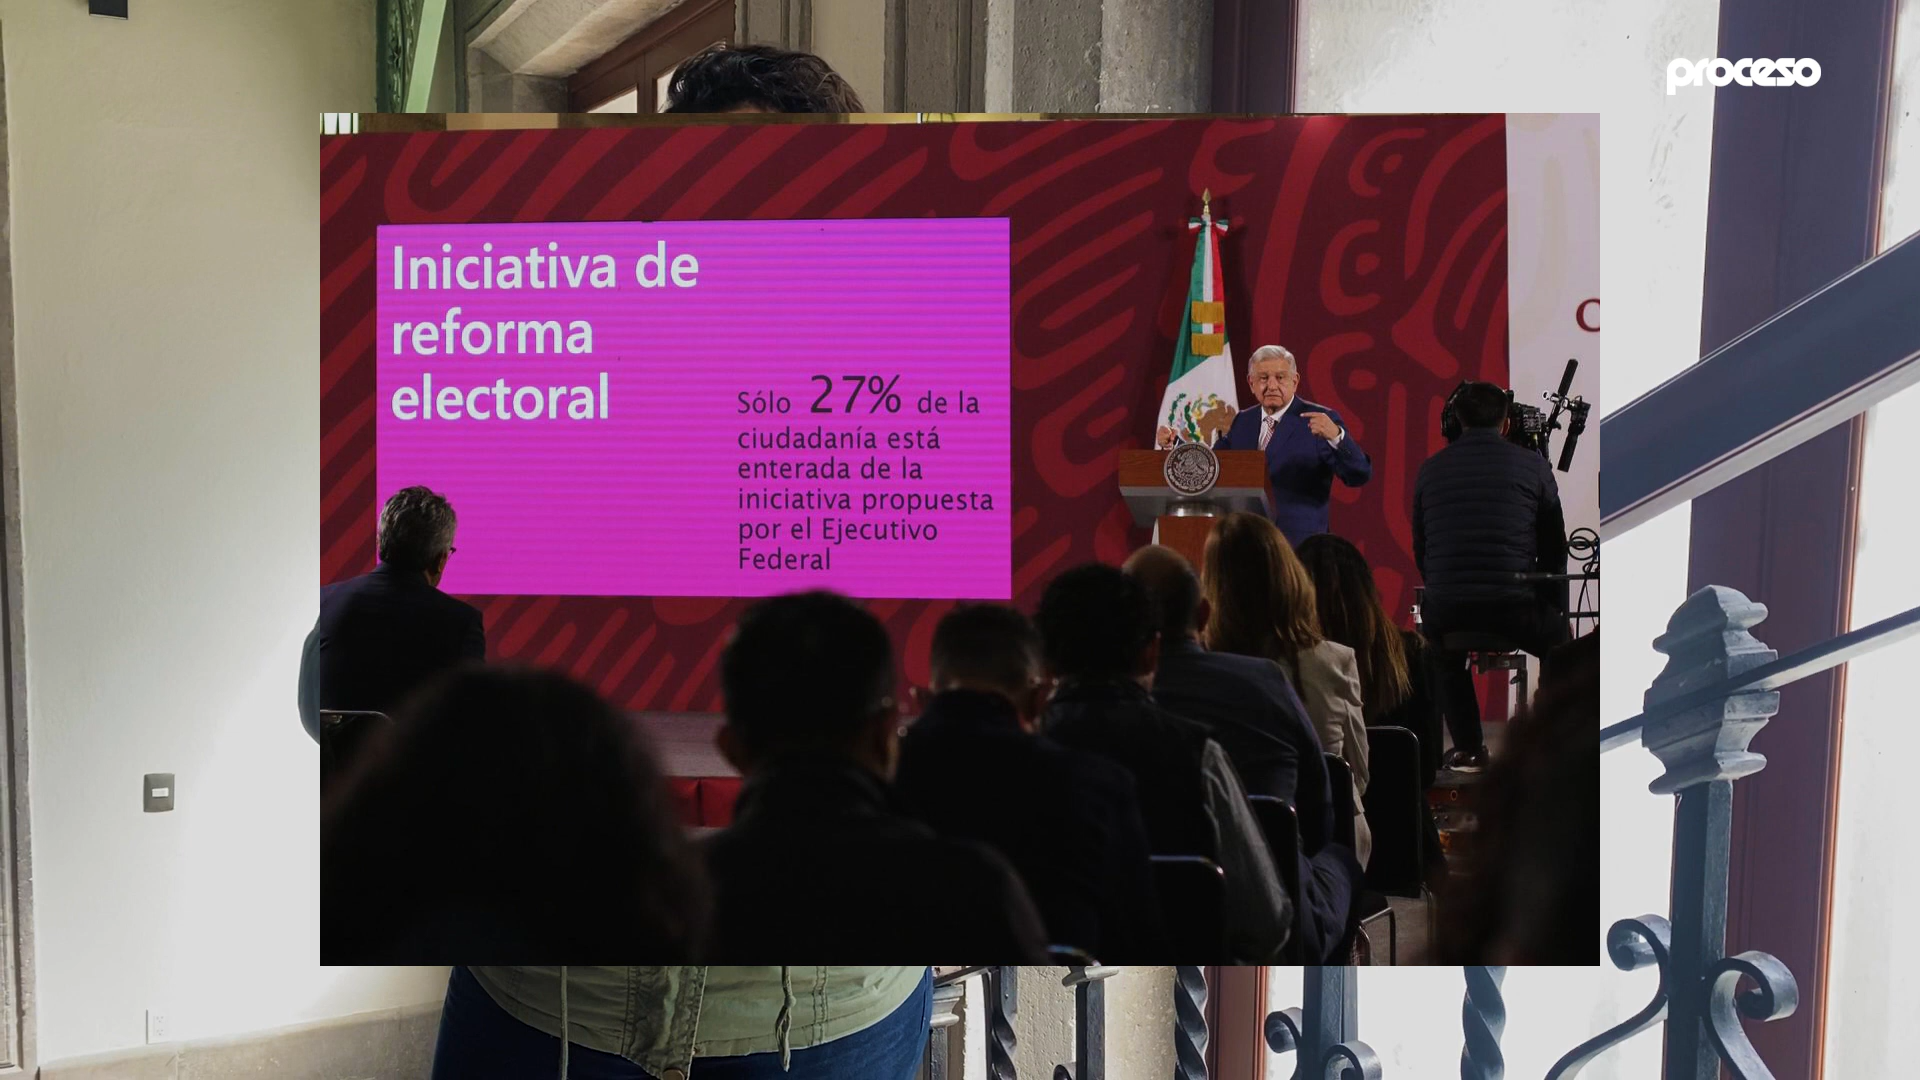 proceso
Iniciativa de
reforma
electoral
Sólo 27% de la
ciudadanía está
enterada de la
iniciativa propuesta
por el Ejecutivo
Federal